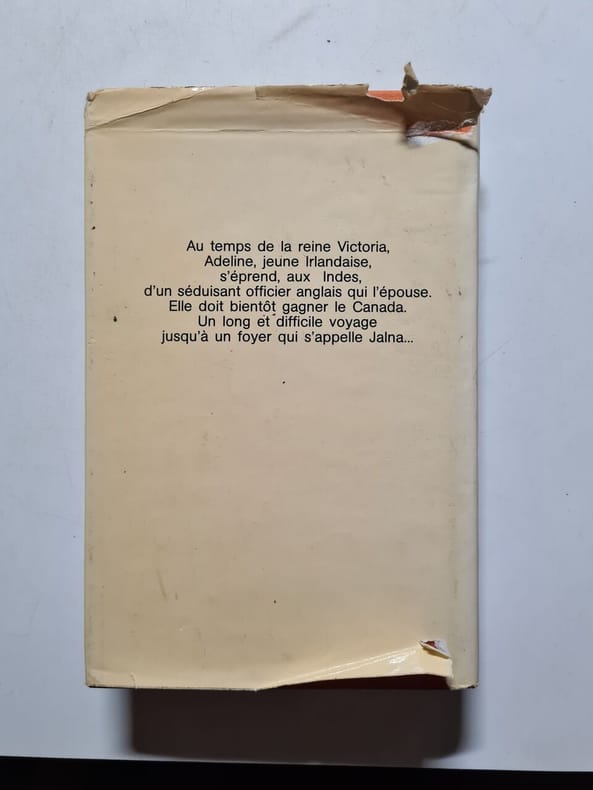 Au temps de la reine Victoria,
Adeline, jeune Irlandaise,
s'éprend, aux Indes,
d'un séduisant officier anglais qui l'épouse.
Elle doit bientôt gagner le Canada.
Un long et difficile voyage
jusqu'à un foyer qui s'appelle Jalna...